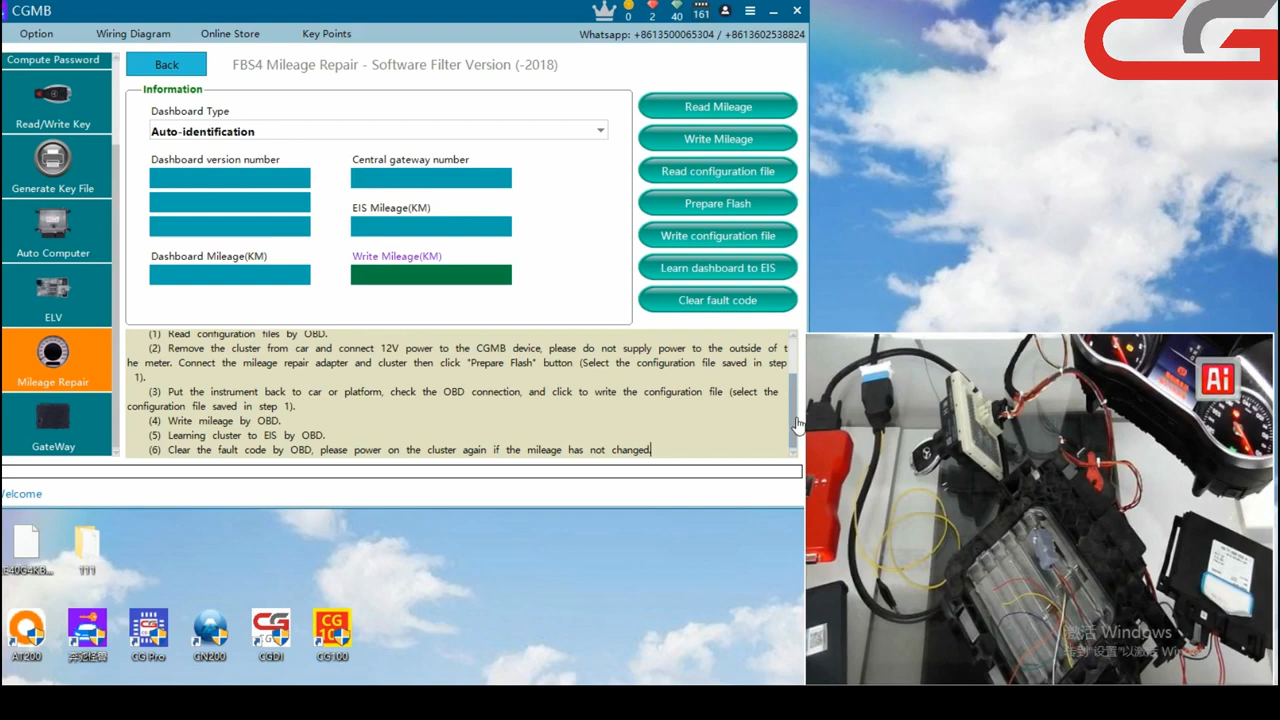 CGMB
0 2 40 161
Option Wiring Diagram Online Store Key Points Whatsapp: +8613500065304 / +8613602538824
Compute Password
Read/Write Key
Generate Key File
Auto Computer
ELV
Mileage Repair
GateWay
Back FBS4 Mileage Repair - Software Filter Version (-2018)
Information
Dashboard Type
Auto-identification
Dashboard version number Central gateway number
EIS Mileage(KM)
Dashboard Mileage(KM) Write Mileage(KM)
Read Mileage
Write Mileage
Read configuration file
Prepare Flash
Write configuration file
Learn dashboard to EIS
Clear fault code
(1) Read configuration files by OBD.
(2) Remove the cluster from car and connect 12V power to the CGMB device, please do not supply power to the outside of t
he meter. Connect the mileage repair adapter and cluster then click "Prepare Flash" button (Select the configuration file saved in step
1).
(3) Put the instrument back to car or platform, check the OBD connection, and click to write the configuration file (select the
configuration file saved in step 1).
(4) Write mileage by OBD.
(5) Learning cluster to EIS by OBD.
(6) Clear the fault code by OBD, please power on the cluster again if the mileage has not changed.
Velcome
E40G4KB... 111
AT200 CG Pro CN200 CGDI CG100
CG
Ai
激活 Windows